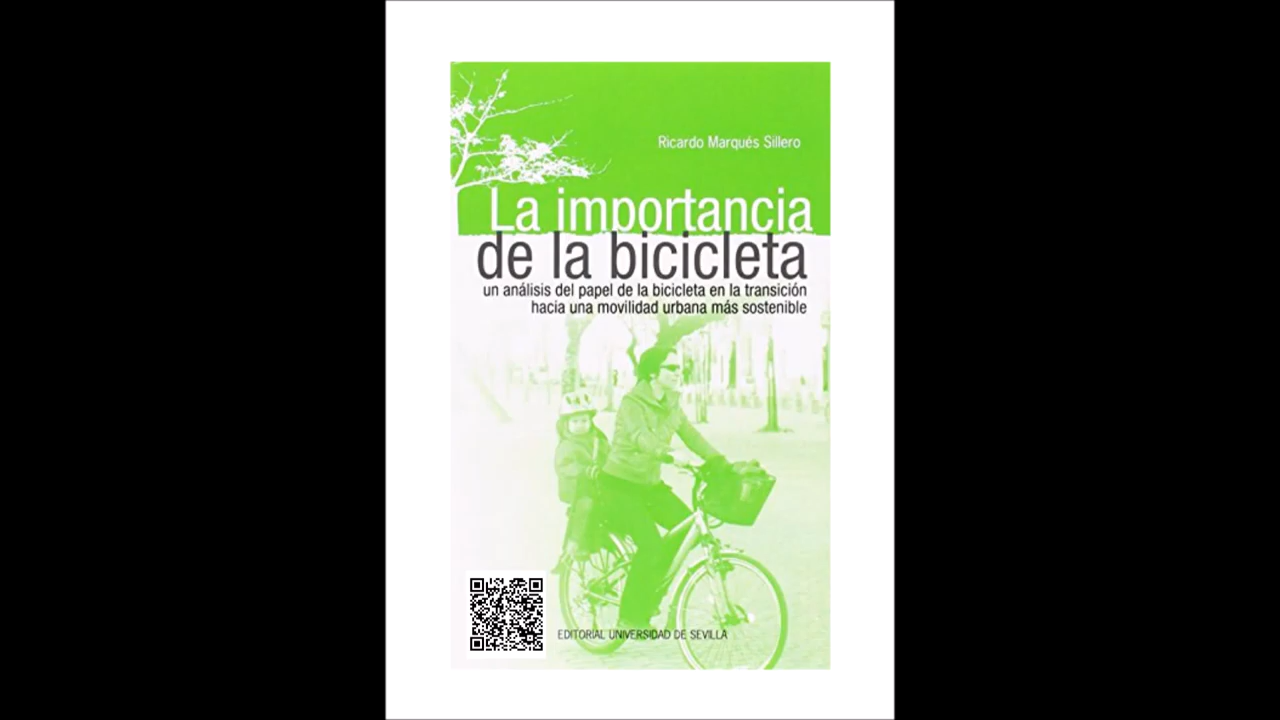 Ricardo Marqués Sillero
La importancia
de la bicicleta
un análisis del papel de la bicicleta en la transición
hacia una movilidad urbana más sostenible
EDITORIAL UNIVERSIDAD DE SEVILLA